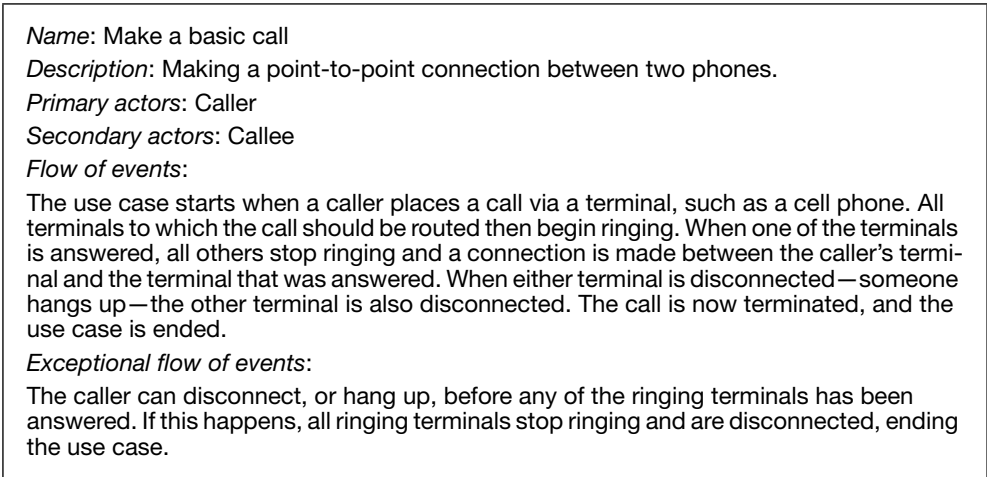 Name: Make a basic call
Description: Making a point-to-point connection between two phones.
Primary actors: Caller
Secondary actors: Callee
Flow of events:
The use case starts when a caller places a call via a terminal, such as a cell phone. All
terminals to which the call should be routed then begin ringing. When one of the terminals
is answered, all others stop ringing and a connection is made between the caller's termi-
nal and the terminal that was answered. When either terminal is disconnected—someone
hangs up—the other terminal is also disconnected. The call is now terminated, and the
use case is ended.
Exceptional flow of events:
The caller can disconnect, or hang up, before any of the ringing terminals has been
answered. If this happens, all ringing terminals stop ringing and are disconnected, ending
the use case.